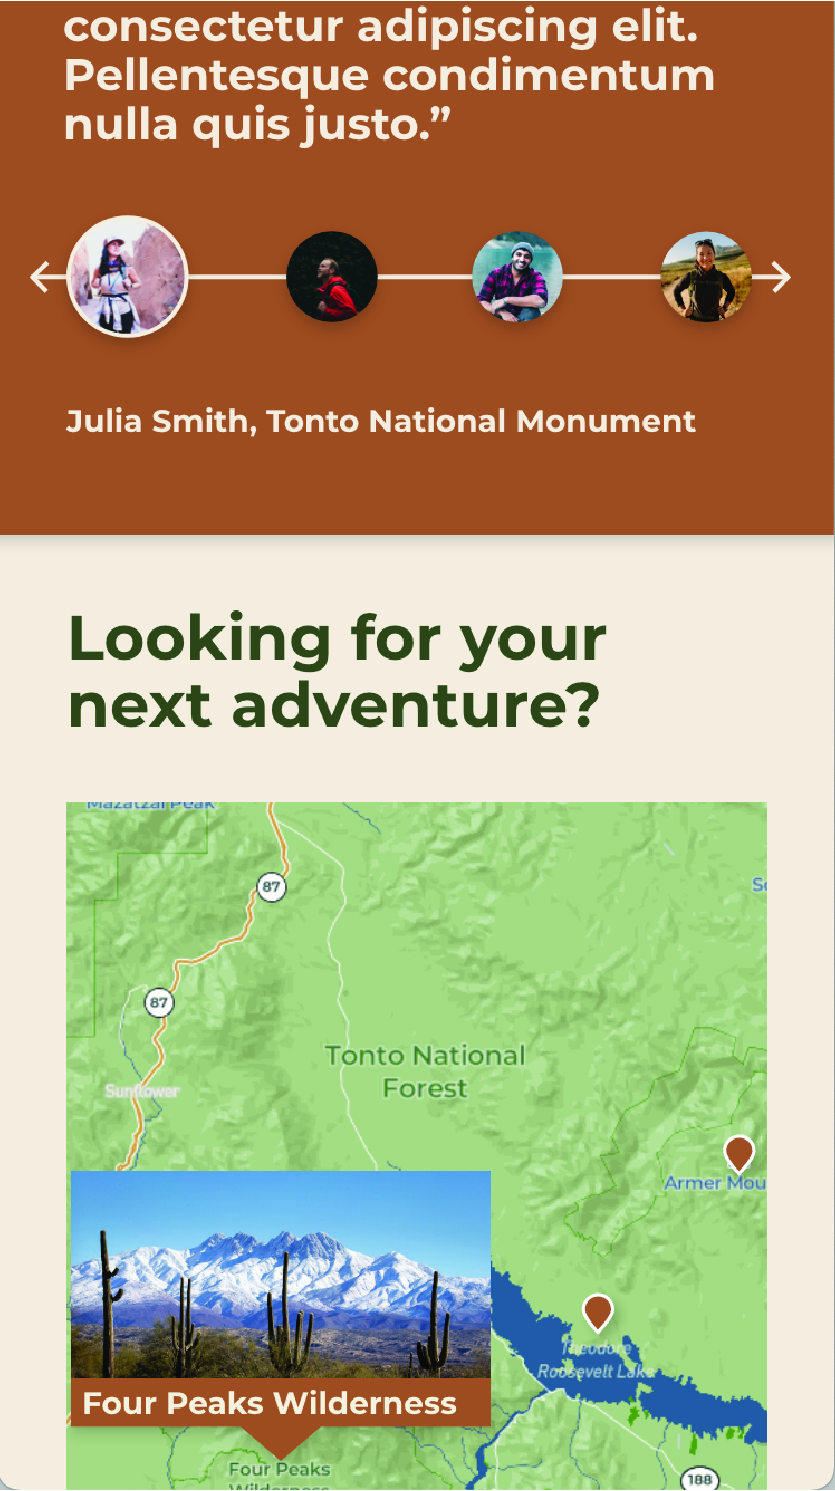 consectetur adipiscing elit.
Pellentesque condimentum
nulla quis justo.”
Julia Smith, Tonto National Monument
Looking for your
next adventure?
Mazatzal Peak
87
So
87
Tonto National
Forest
Sunflower
Armer Mou
Theodore
Roosevelt Lake
Four Peaks Wilderness
Four Peaks
Wilderness
188